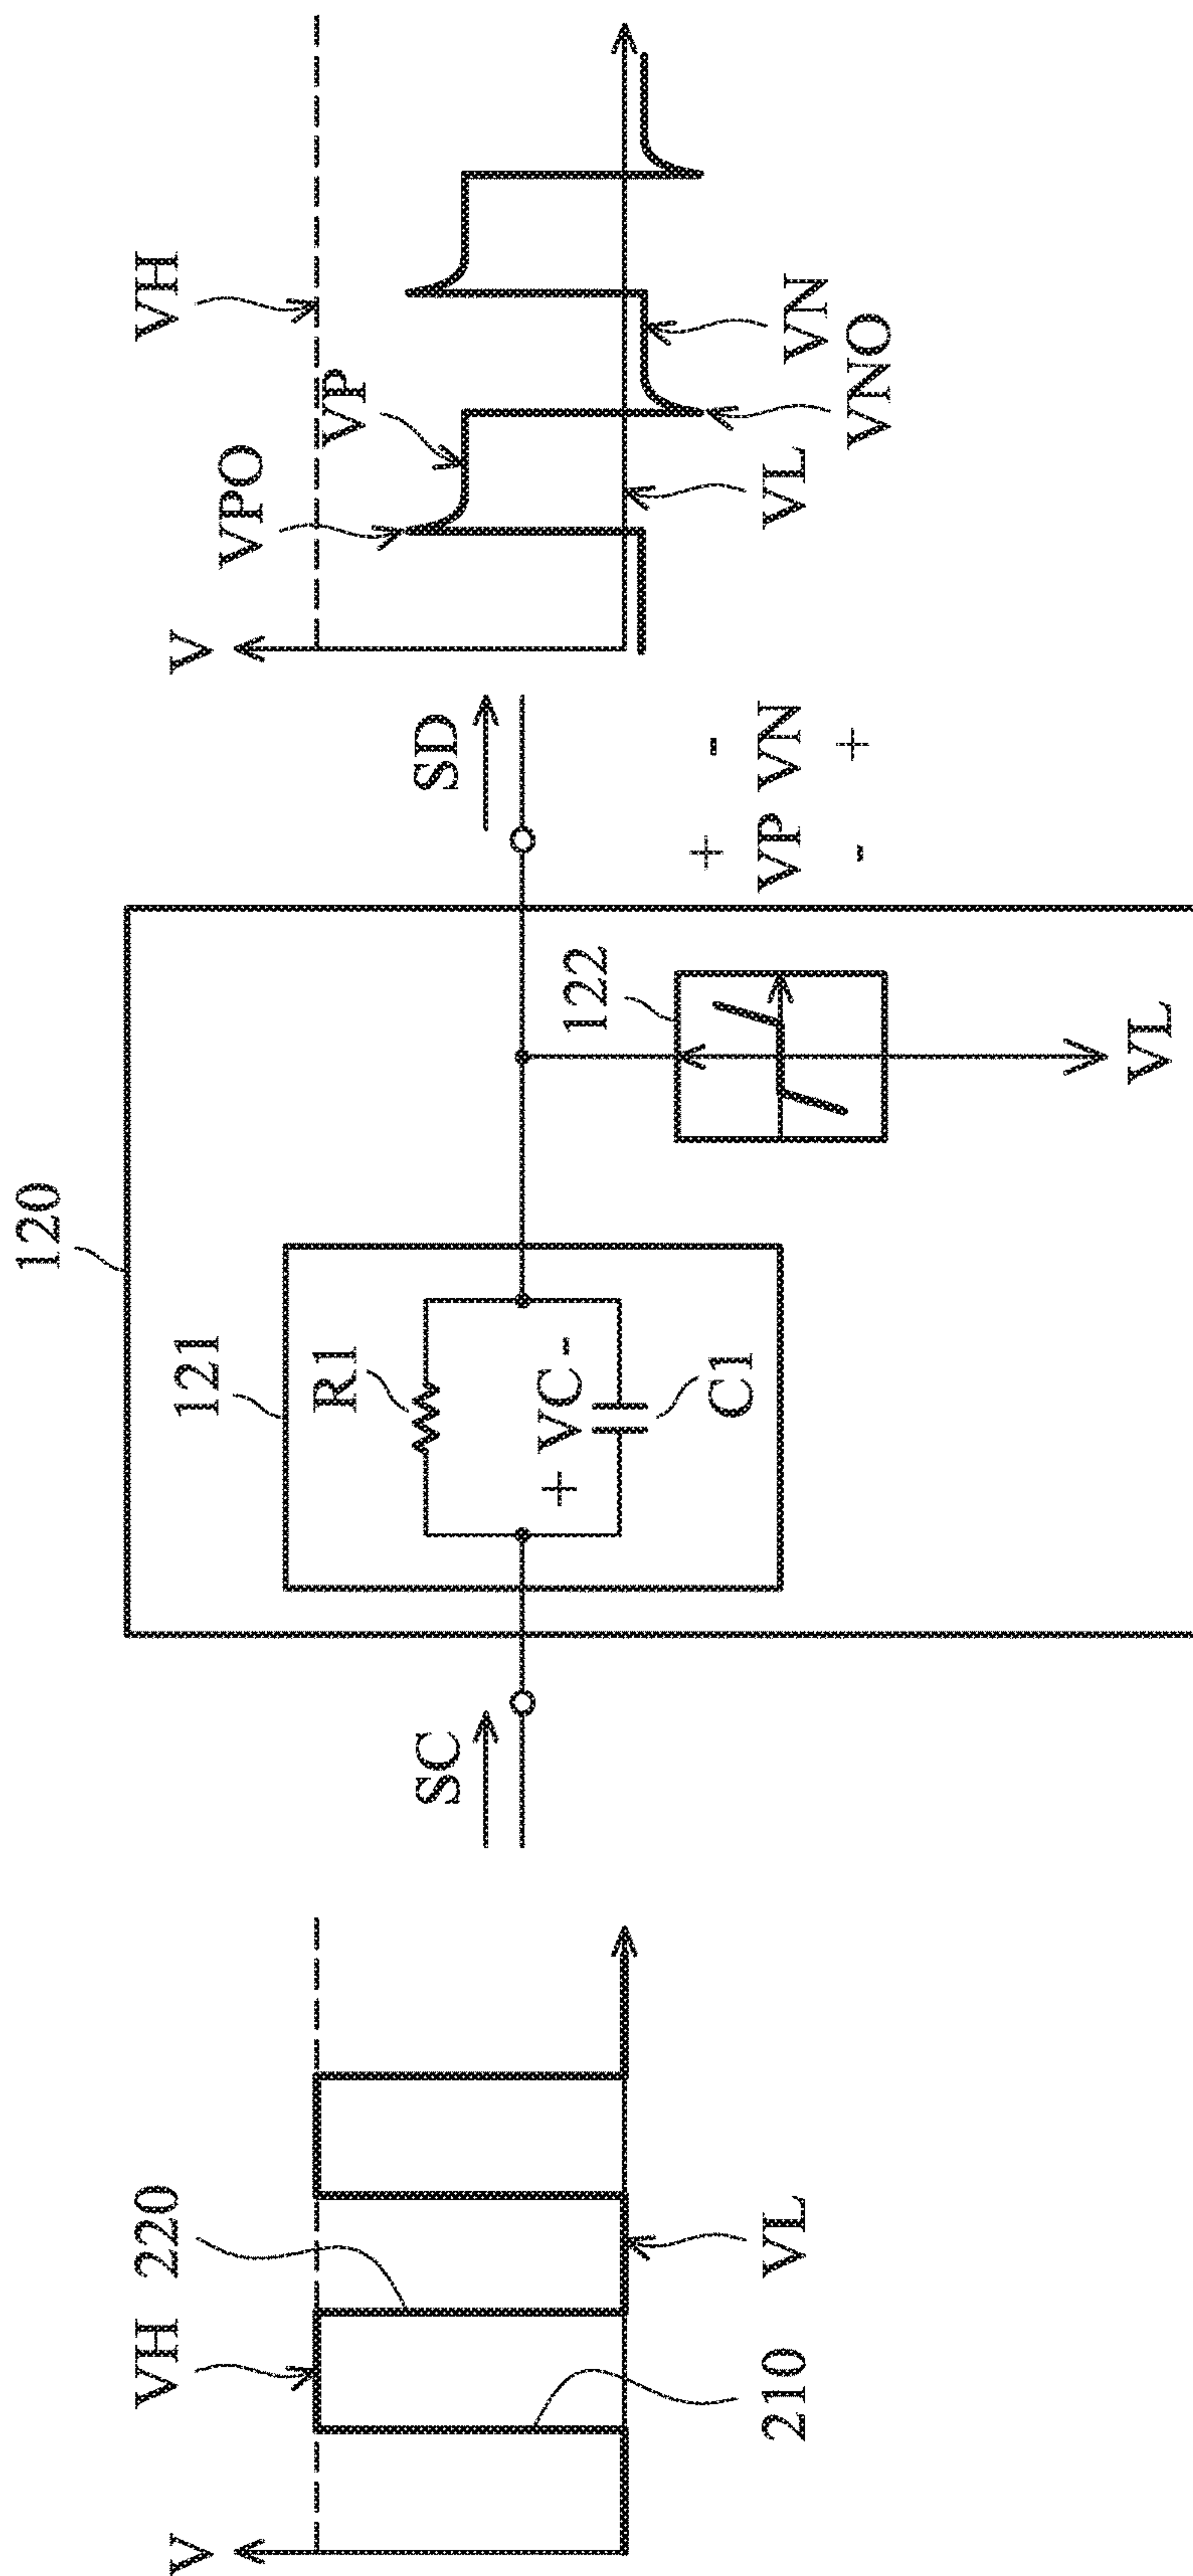 V
VH
220
210
VL
SC
120
121
R1
+ VC -
C1
122
VL
SD
+ -
VP VN
- +
V
VPO
VP
VH
VL
VNO
VN